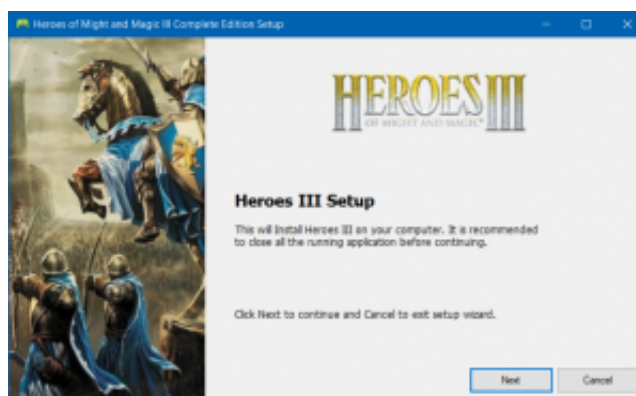 Heroes of Might and Magic III Complete Edition Setup
HEROES III
OF MIGHT AND MAGIC
Heroes III Setup
This will Install Heroes III on your computer. It is recommended
to close all the running application before continuing.
Click Next to continue and Cancel to exit setup wizard.
Next
Cancel